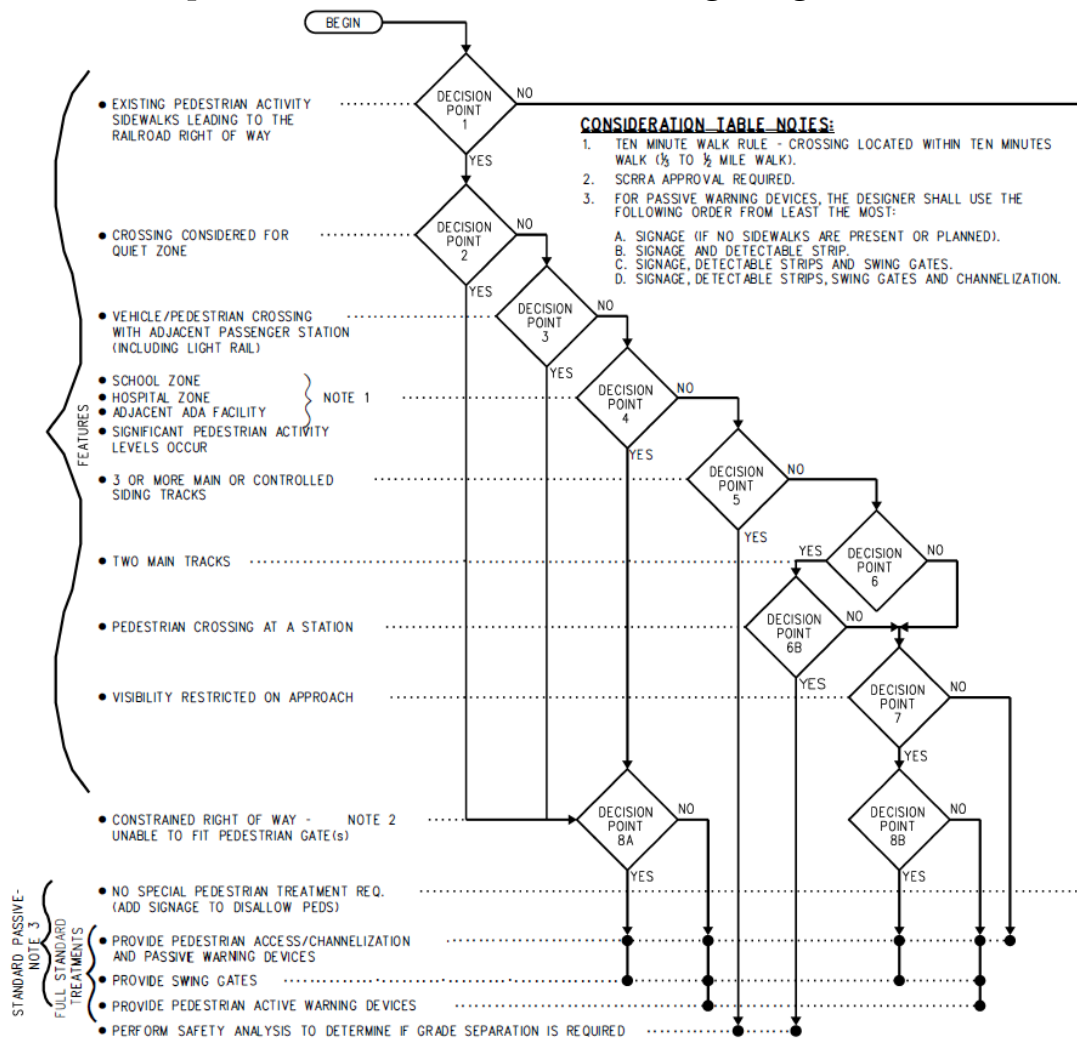 BEGIN
DECISION POINT 1
NO
YES
● EXISTING PEDESTRIAN ACTIVITY
SIDEWALKS LEADING TO THE
RAILROAD RIGHT OF WAY
CONSIDERATION TABLE NOTES:
1. TEN MINUTE WALK RULE - CROSSING LOCATED WITHIN TEN MINUTES
WALK (⅓ TO ½ MILE WALK).
2. SCRRA APPROVAL REQUIRED.
3. FOR PASSIVE WARNING DEVICES, THE DESIGNER SHALL USE THE
FOLLOWING ORDER FROM LEAST THE MOST:
A. SIGNAGE (IF NO SIDEWALKS ARE PRESENT OR PLANNED).
B. SIGNAGE AND DETECTABLE STRIP.
C. SIGNAGE, DETECTABLE STRIPS AND SWING GATES.
D. SIGNAGE, DETECTABLE STRIPS, SWING GATES AND CHANNELIZATION.
● CROSSING CONSIDERED FOR
QUIET ZONE
DECISION
POINT
2
NO
YES
● VEHICLE/PEDESTRIAN CROSSING
WITH ADJACENT PASSENGER STATION
(INCLUDING LIGHT RAIL)
DECISION
POINT
3
NO
YES
FEATURES
● SCHOOL ZONE
● HOSPITAL ZONE
● ADJACENT ADA FACILITY
NOTE 1
● SIGNIFICANT PEDESTRIAN ACTIVITY
LEVELS OCCUR
DECISION
POINT
4
NO
YES
● 3 OR MORE MAIN OR CONTROLLED
SIDING TRACKS
DECISION
POINT
5
NO
YES
● TWO MAIN TRACKS
YES
DECISION
POINT
6
NO
● PEDESTRIAN CROSSING AT A STATION
DECISION
POINT
6B
NO
YES
● VISIBILITY RESTRICTED ON APPROACH
DECISION
POINT
7
NO
YES
● CONSTRAINED RIGHT OF WAY - NOTE 2
UNABLE TO FIT PEDESTRIAN GATE(s)
DECISION
POINT
8A
NO
YES
DECISION
POINT
8B
NO
YES
STANDARD PASSIVE-
NOTE 3
FULL STANDARD
TREATMENTS
● NO SPECIAL PEDESTRIAN TREATMENT REQ.
(ADD SIGNAGE TO DISALLOW PEDS)
● PROVIDE PEDESTRIAN ACCESS/CHANNELIZATION
AND PASSIVE WARNING DEVICES
● PROVIDE SWING GATES
● PROVIDE PEDESTRIAN ACTIVE WARNING DEVICES
● PERFORM SAFETY ANALYSIS TO DETERMINE IF GRADE SEPARATION IS REQUIRED